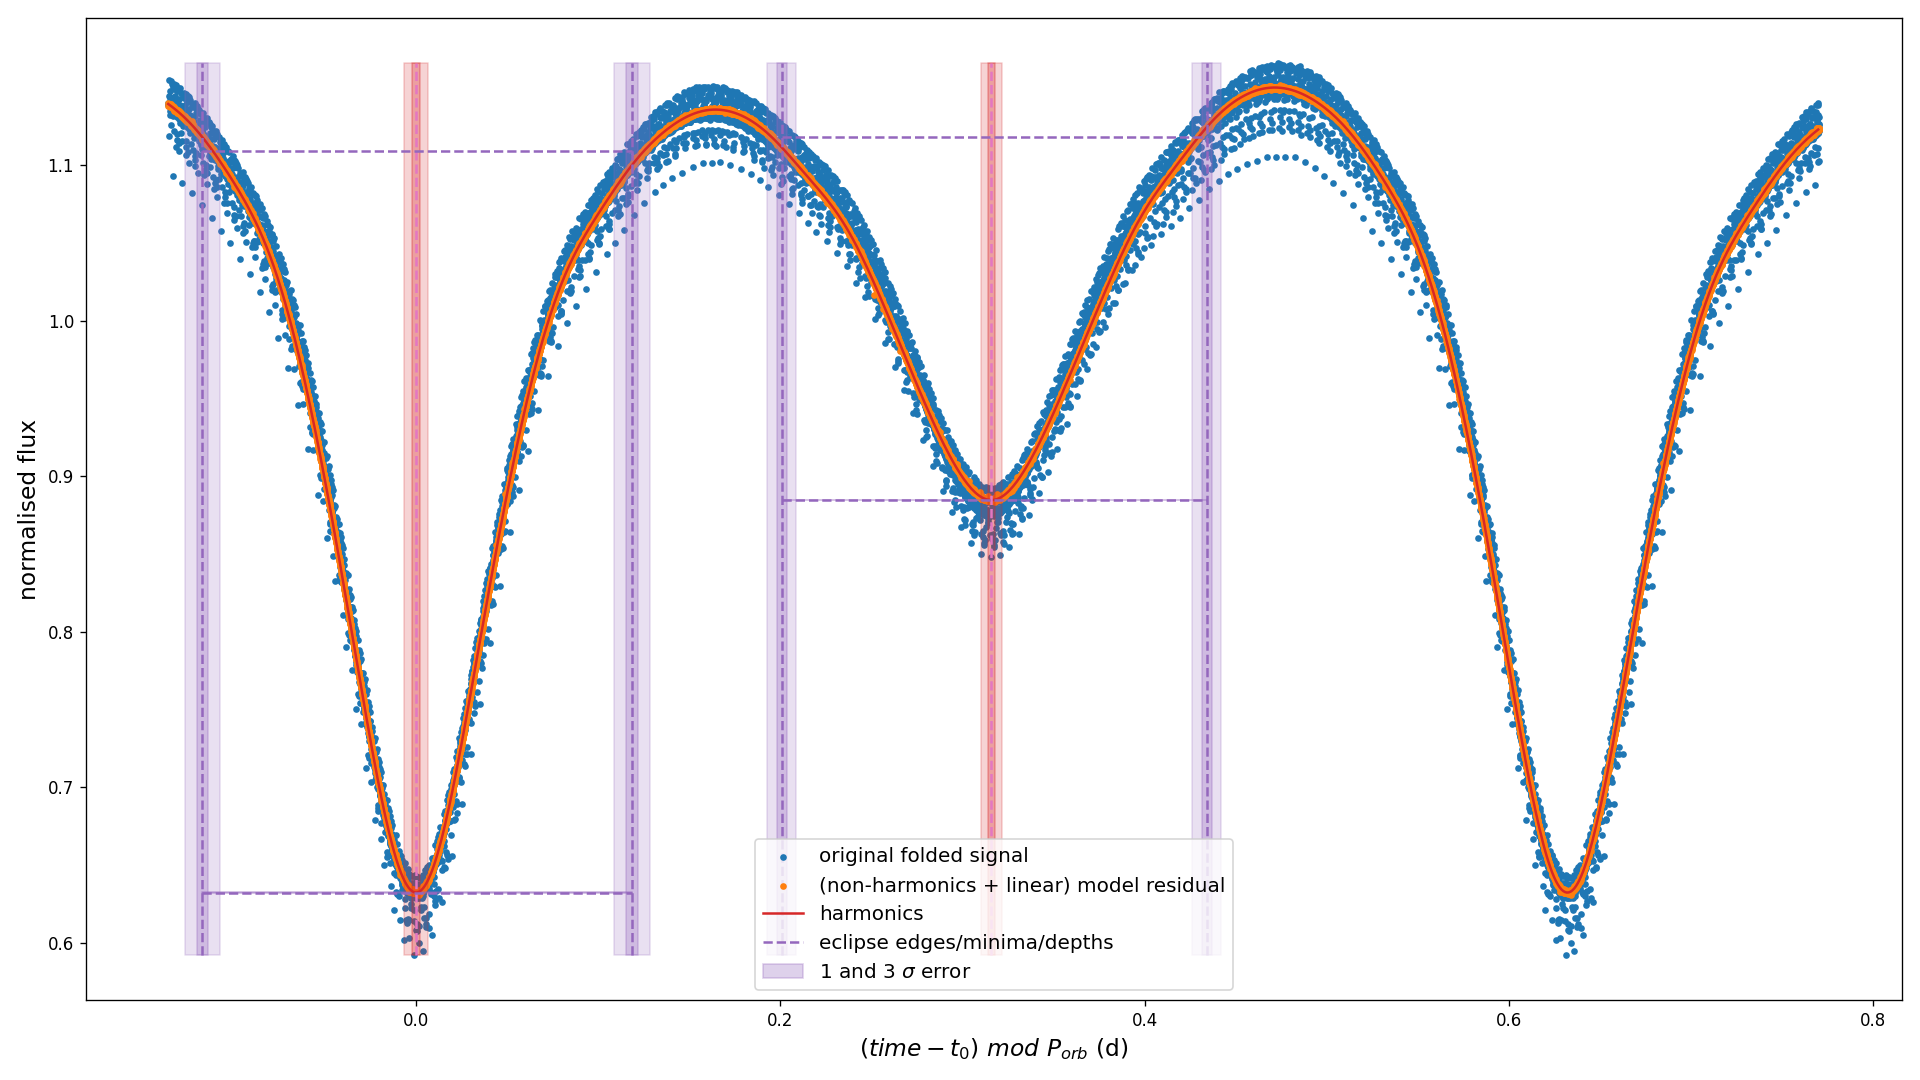 normalised flux
1.1
1.0
0.9
0.8
0.7
0.6
original folded signal
(non-harmonics + linear) model residual
harmonics
eclipse edges/minima/depths
1 and 3 σ error
0.0 0.2 0.4 0.6 0.8
(time − t₀) mod Pₒᵣb (d)